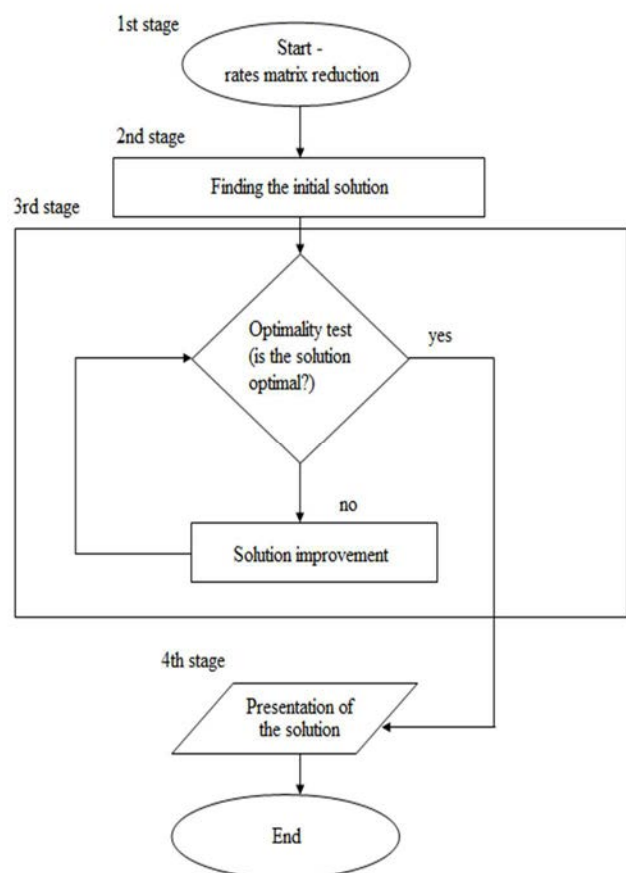 1st stage
Start -
rates matrix reduction
2nd stage
Finding the initial solution
3rd stage
Optimality test
(is the solution
optimal?)
yes
no
Solution improvement
4th stage
Presentation of
the solution
End